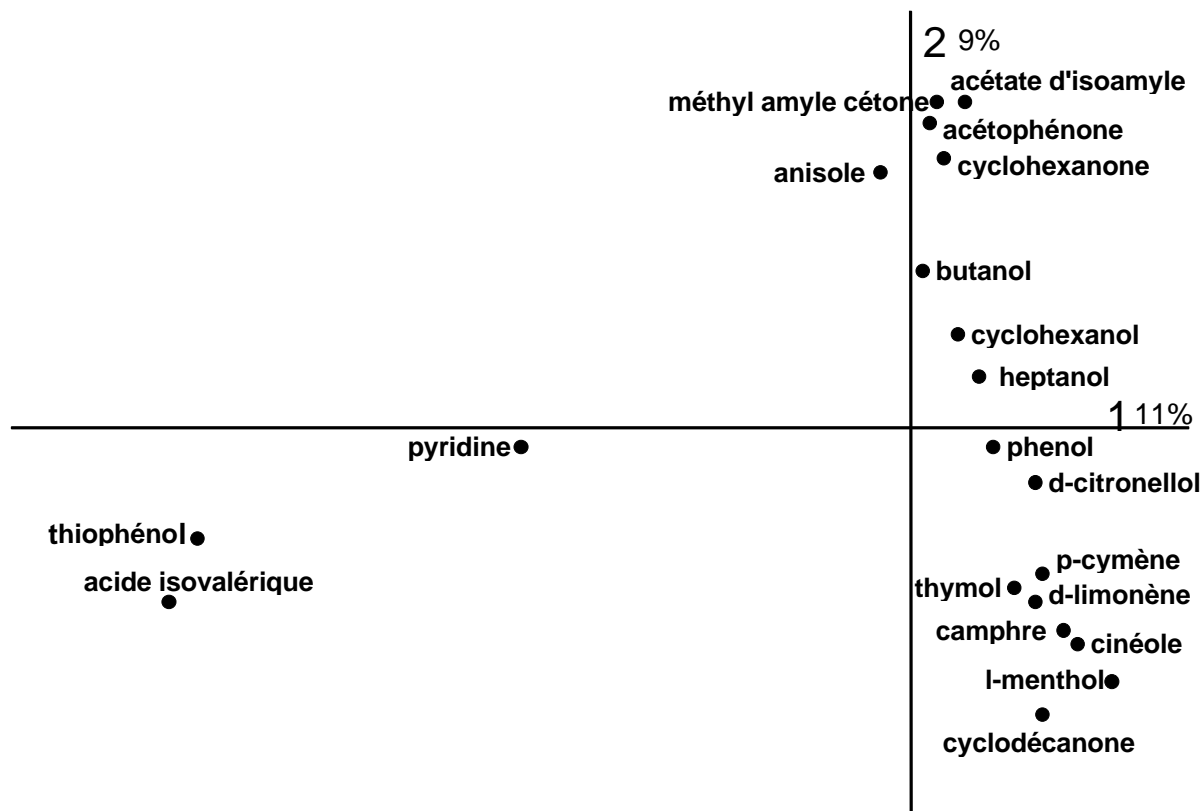 2 9%
acétate d'isoamyle
méthyl amyle cétone
acétophénone
cyclohexanone
anisole
butanol
cyclohexanol
heptanol
1 11%
pyridine
phenol
d-citronellol
thiophénol
p-cymène
acide isovalérique
thymol
d-limonène
camphre
cinéole
l-menthol
cyclodécanone